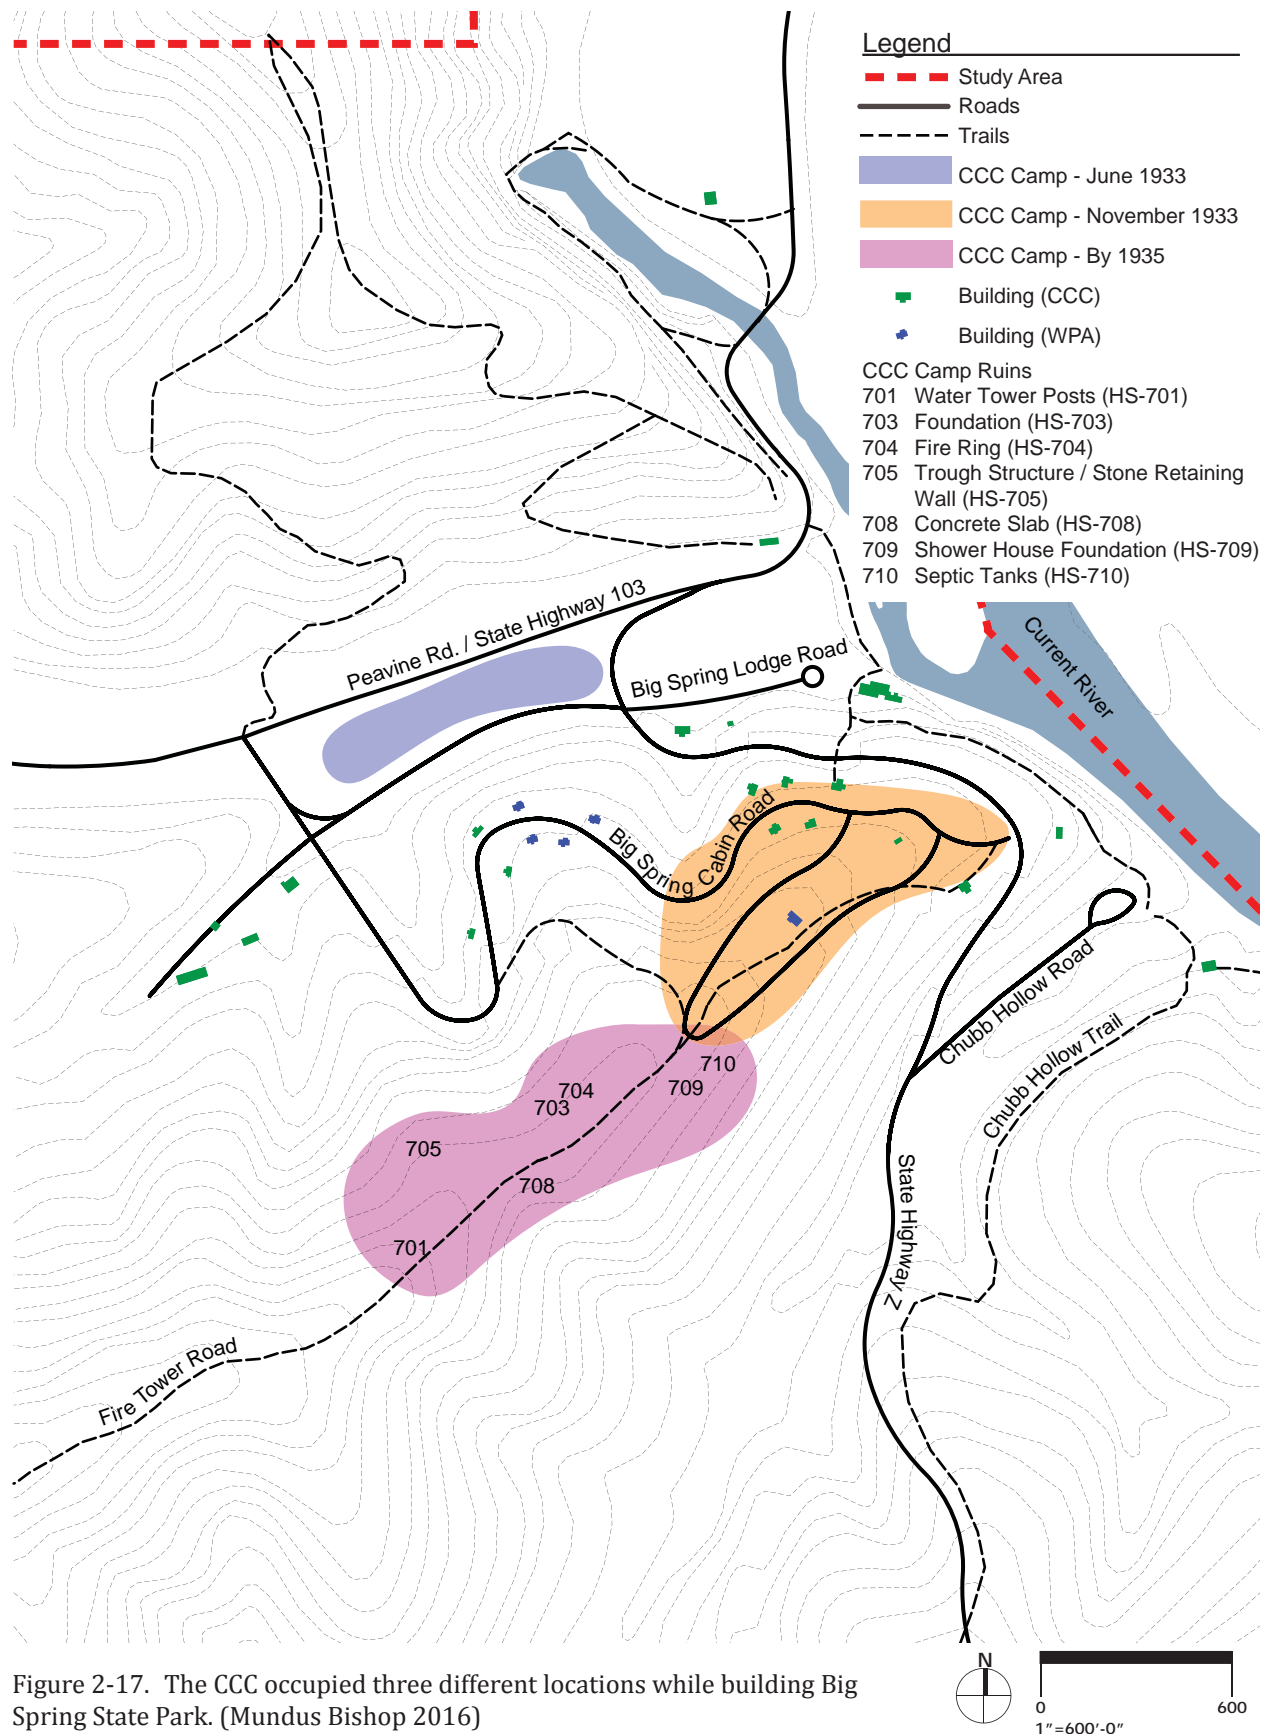 Legend
Study Area
Roads
Trails
CCC Camp - June 1933
CCC Camp - November 1933
CCC Camp - By 1935
Building (CCC)
Building (WPA)
CCC Camp Ruins
701 Water Tower Posts (HS-701)
703 Foundation (HS-703)
704 Fire Ring (HS-704)
705 Trough Structure / Stone Retaining
Wall (HS-705)
708 Concrete Slab (HS-708)
709 Shower House Foundation (HS-709)
710 Septic Tanks (HS-710)
Peavine Rd. / State Highway 103
Big Spring Lodge Road
Current River
Big Spring Cabin Road
Chubb Hollow Road
Chubb Hollow Trail
710
709
704
703
705
708
701
State Highway Z
Fire Tower Road
N
0 600
1"=600'-0"
Figure 2-17. The CCC occupied three different locations while building Big
Spring State Park. (Mundus Bishop 2016)